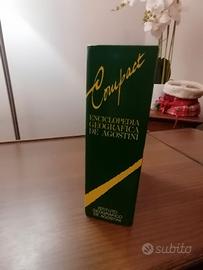 Compact
ENCICLOPEDIA
GEOGRAFICA
DE AGOSTINI
ISTITUTO
GEOGRAFICO
DE AGOSTINI
subito